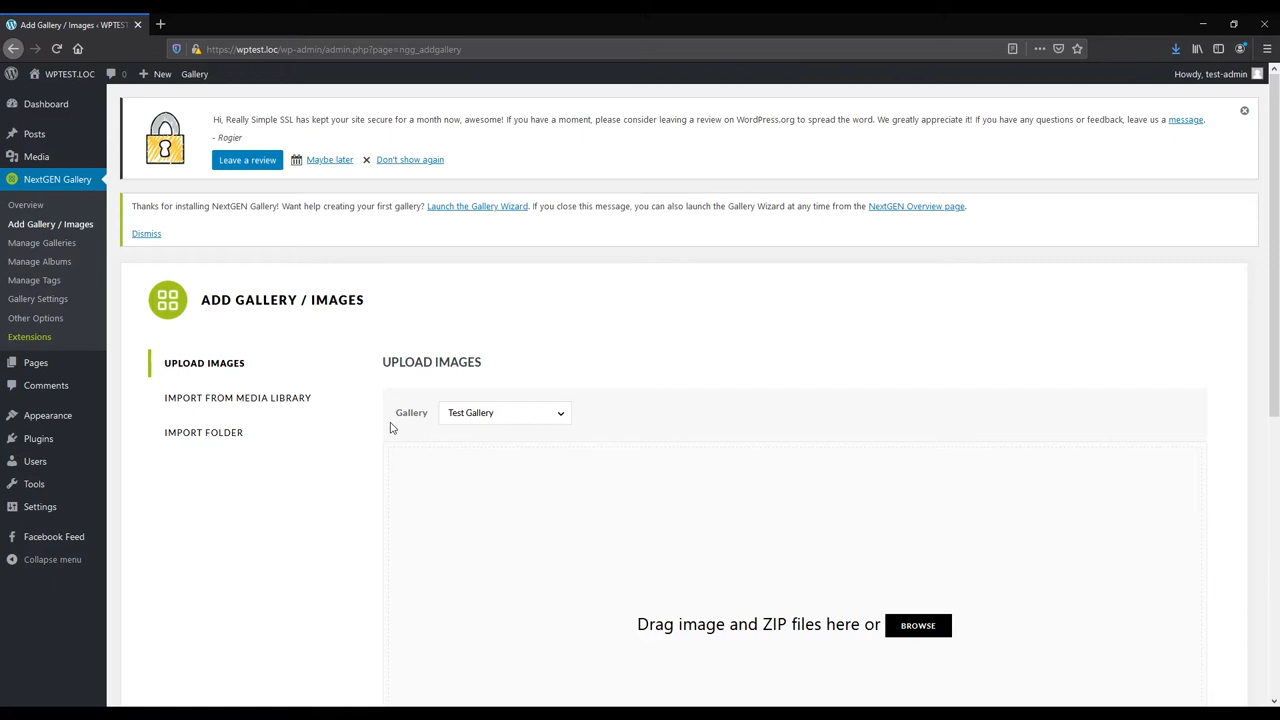 Add Gallery / Images ‹ WPTEST
https://wptest.loc/wp-admin/admin.php?page=ngg_addgallery
WPTEST.LOC 0 New Gallery Howdy, test-admin
Dashboard
Posts
Media
NextGEN Gallery
Overview
Add Gallery / Images
Manage Galleries
Manage Albums
Manage Tags
Gallery Settings
Other Options
Extensions
Pages
Comments
Appearance
Plugins
Users
Tools
Settings
Facebook Feed
Collapse menu
Hi, Really Simple SSL has kept your site secure for a month now, awesome! If you have a moment, please consider leaving a review on WordPress.org to spread the word. We greatly appreciate it! If you have any questions or feedback, leave us a message.
- Rogier
Leave a review Maybe later Don't show again
Thanks for installing NextGEN Gallery! Want help creating your first gallery? Launch the Gallery Wizard. If you close this message, you can also launch the Gallery Wizard at any time from the NextGEN Overview page.
Dismiss
ADD GALLERY / IMAGES
UPLOAD IMAGES
IMPORT FROM MEDIA LIBRARY
IMPORT FOLDER
UPLOAD IMAGES
Gallery Test Gallery
Drag image and ZIP files here or BROWSE